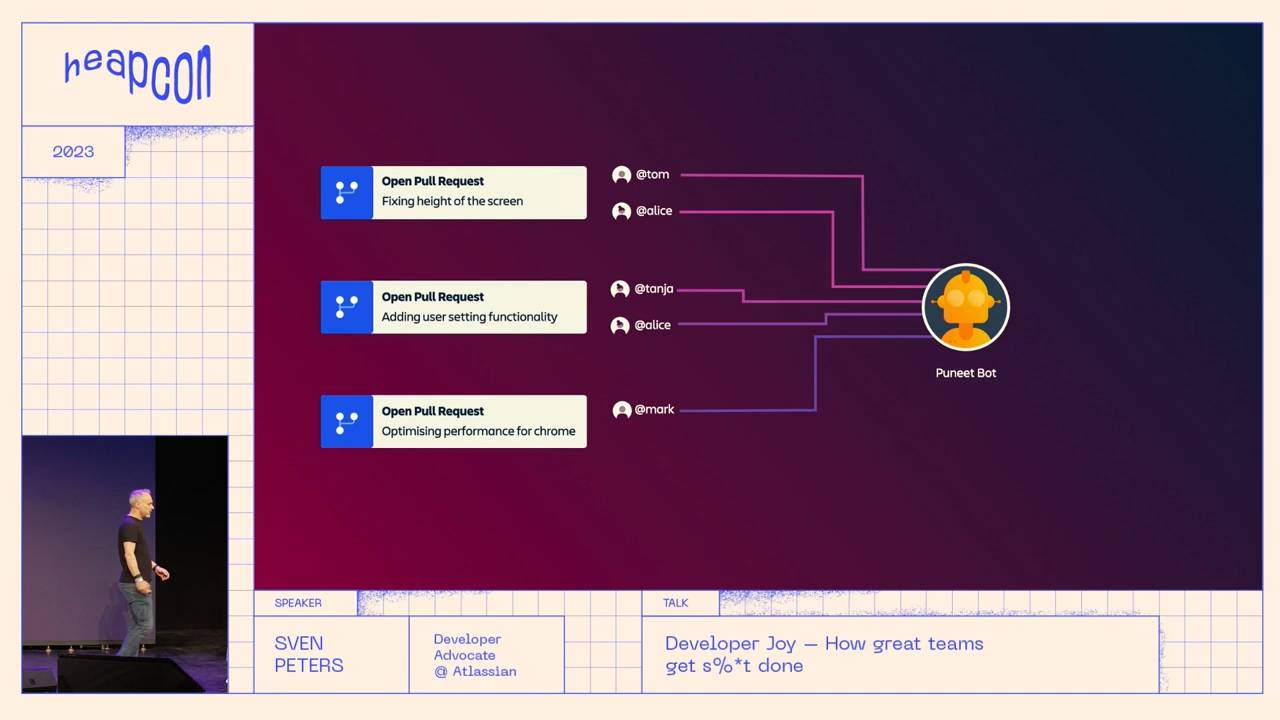 heapcon
2023
Open Pull Request
Fixing height of the screen
@tom
@alice
Open Pull Request
Adding user setting functionality
@tanja
@alice
Open Pull Request
Optimising performance for chrome
@mark
Puneet Bot
SPEAKER
SVEN
PETERS
Developer
Advocate
@ Atlassian
TALK
Developer Joy — How great teams
get s%*t done